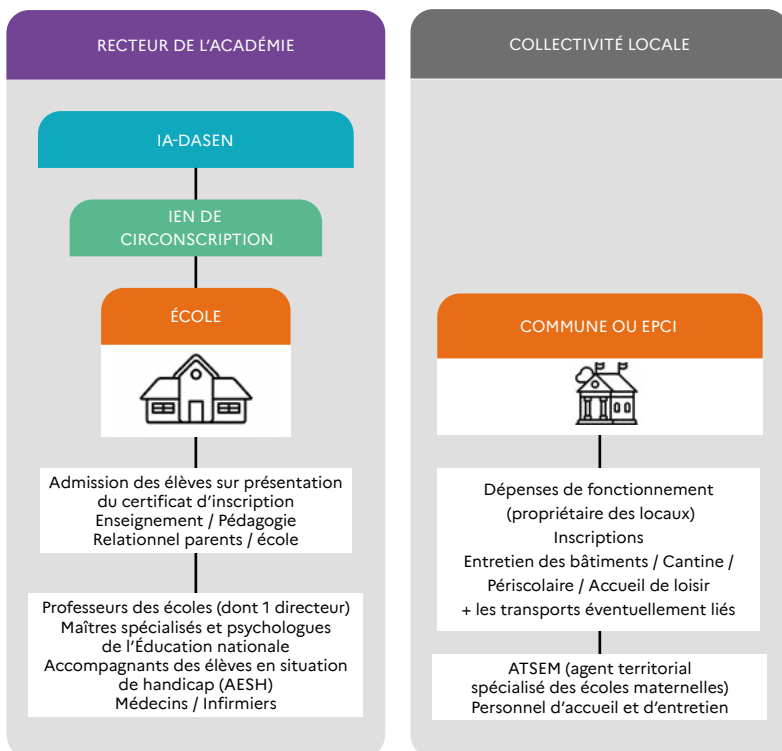 RECTEUR DE L'ACADÉMIE
IA-DASEN
IEN DE
CIRCONSCRIPTION
ÉCOLE
Admission des élèves sur présentation
du certificat d'inscription
Enseignement / Pédagogie
Relationnel parents / école
Professeurs des écoles (dont 1 directeur)
Maîtres spécialisés et psychologues
de l'Éducation nationale
Accompagnants des élèves en situation
de handicap (AESH)
Médecins / Infirmiers
COLLECTIVITÉ LOCALE
COMMUNE OU EPCI
Dépenses de fonctionnement
(propriétaire des locaux)
Inscriptions
Entretien des bâtiments / Cantine /
Périscolaire / Accueil de loisir
+ les transports éventuellement liés
ATSEM (agent territorial
spécialisé des écoles maternelles)
Personnel d'accueil et d'entretien